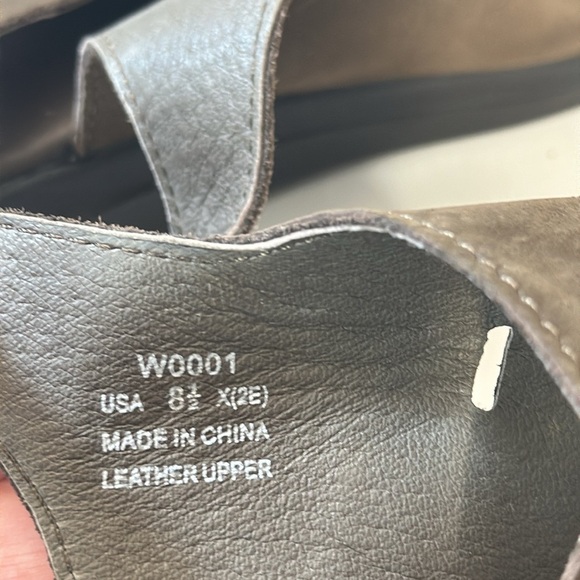 W0001
USA 8½ X(2E)
MADE IN CHINA
LEATHER UPPER